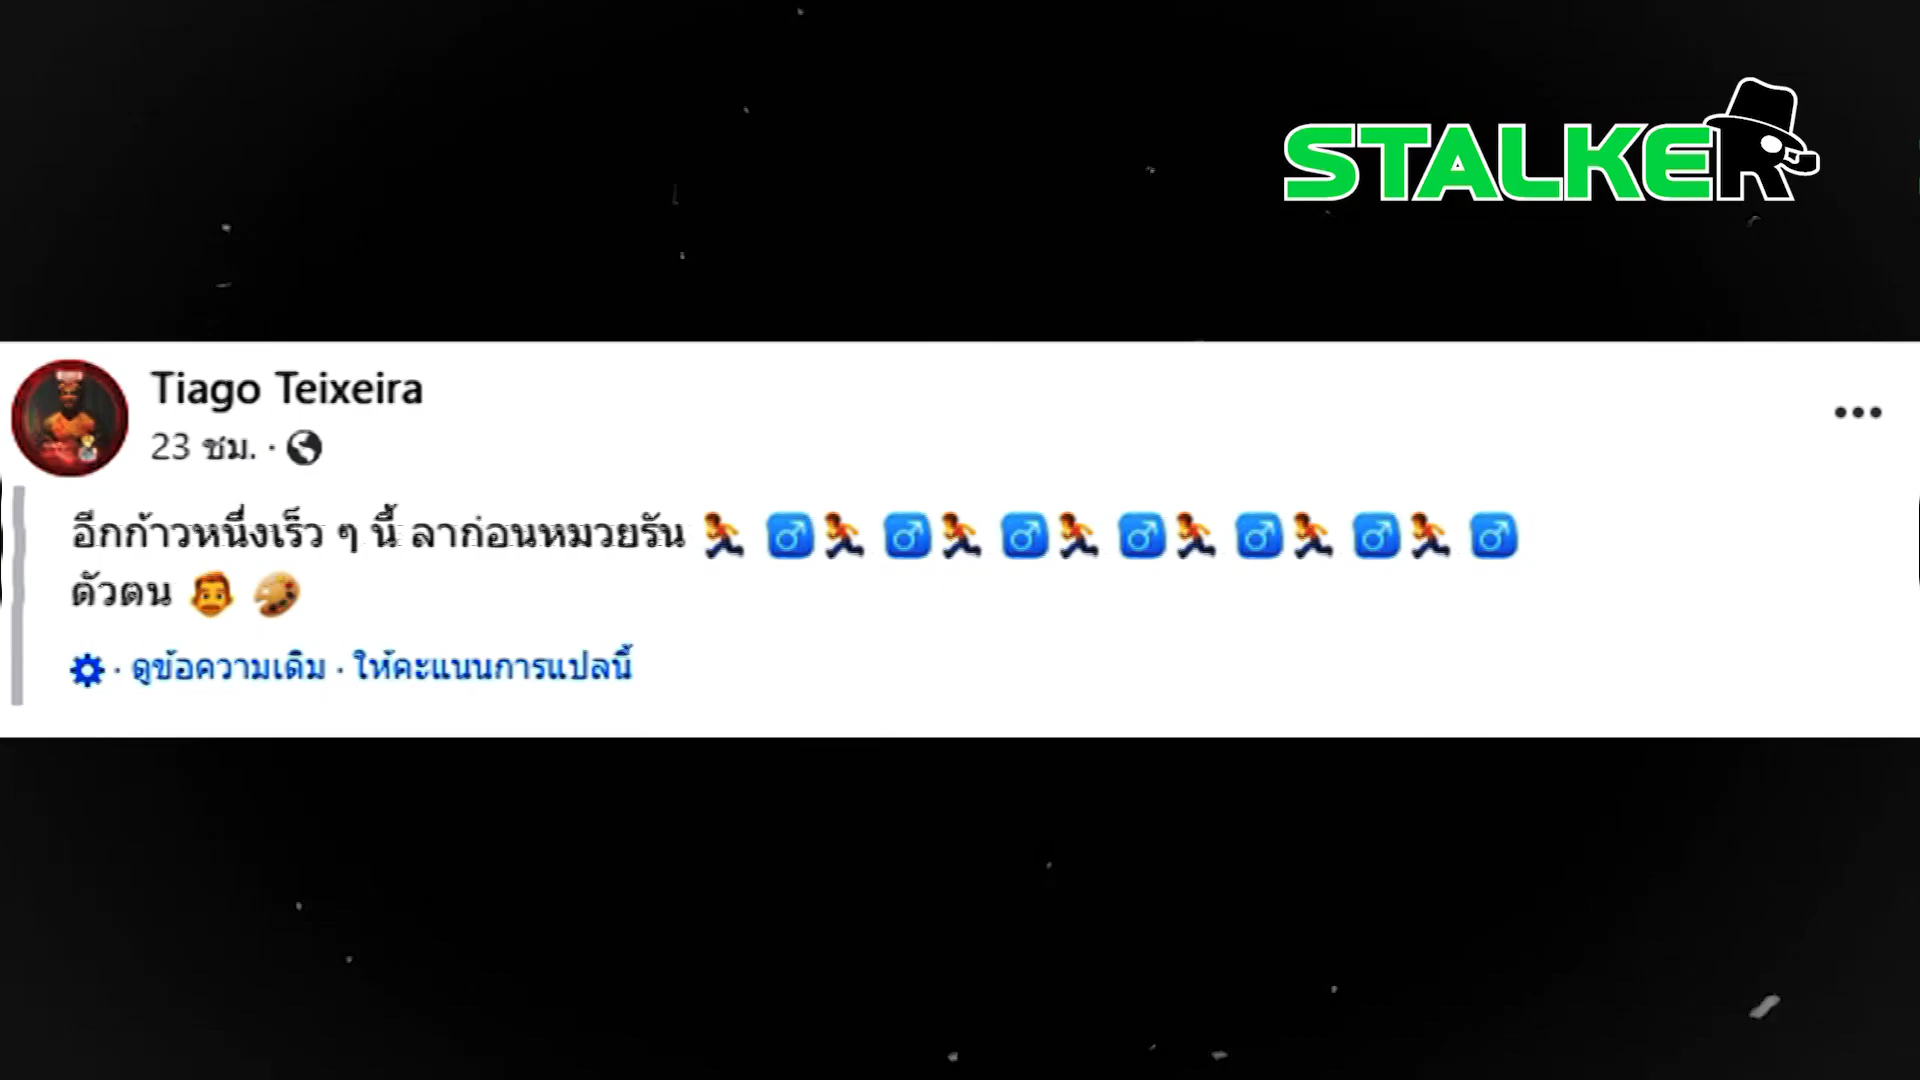 STALKER
Tiago Teixeira
23 ชม. ·
อีกก้าวหนึ่งเร็ว ๆ นี้ ลาก่อนหมวยรัน 🏃 ♂️🏃 ♂️🏃 ♂️🏃 ♂️🏃 ♂️🏃 ♂️🏃 ♂️
ตัวตน 🧔 🎨
· ดูข้อความเดิม · ให้คะแนนการแปลนี้